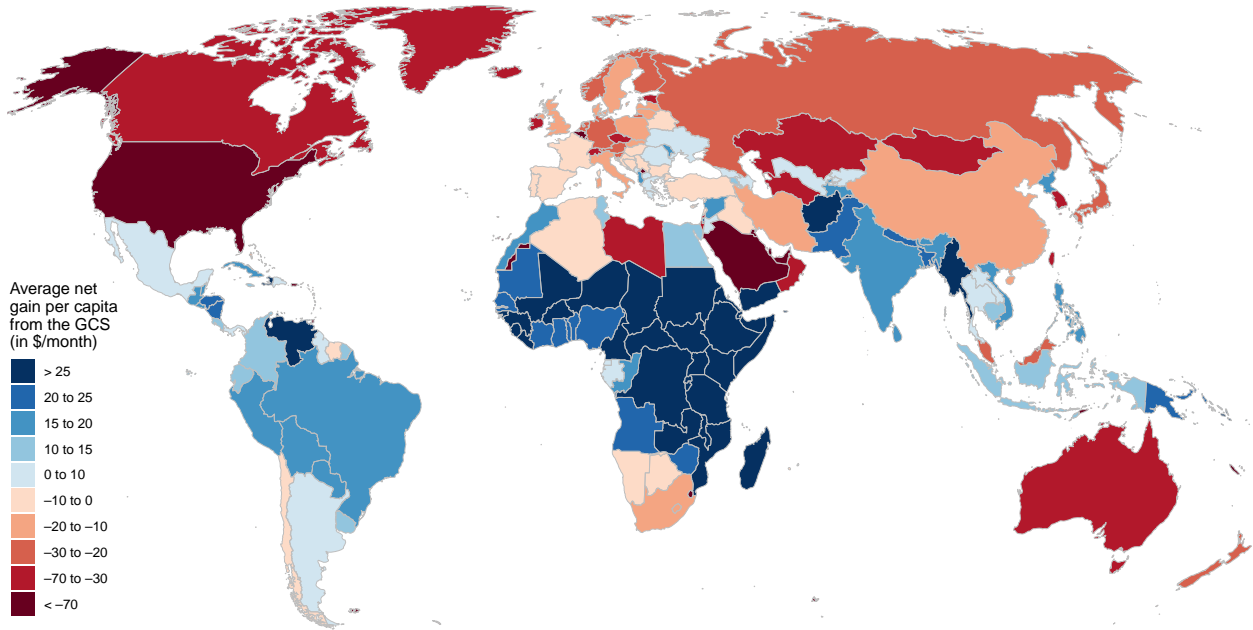 Average net
gain per capita
from the GCS
(in $/month)
> 25
20 to 25
15 to 20
10 to 15
0 to 10
–10 to 0
–20 to –10
–30 to –20
–70 to –30
< –70